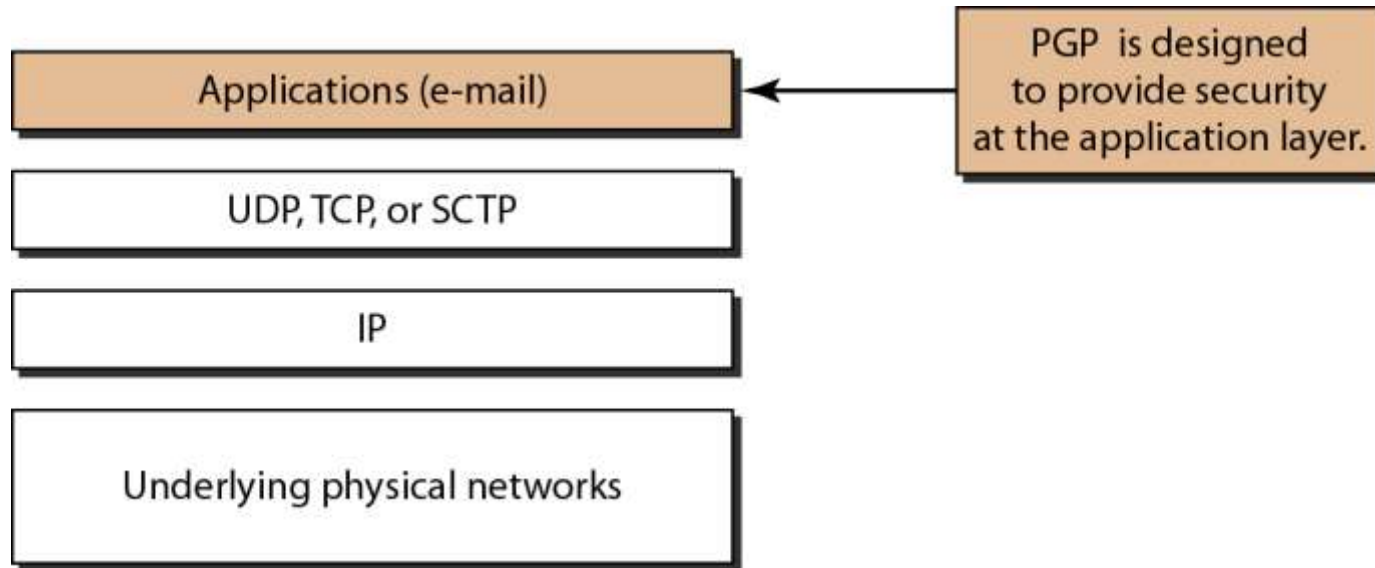 Applications (e-mail)
PGP is designed
to provide security
at the application layer.
UDP, TCP, or SCTP
IP
Underlying physical networks